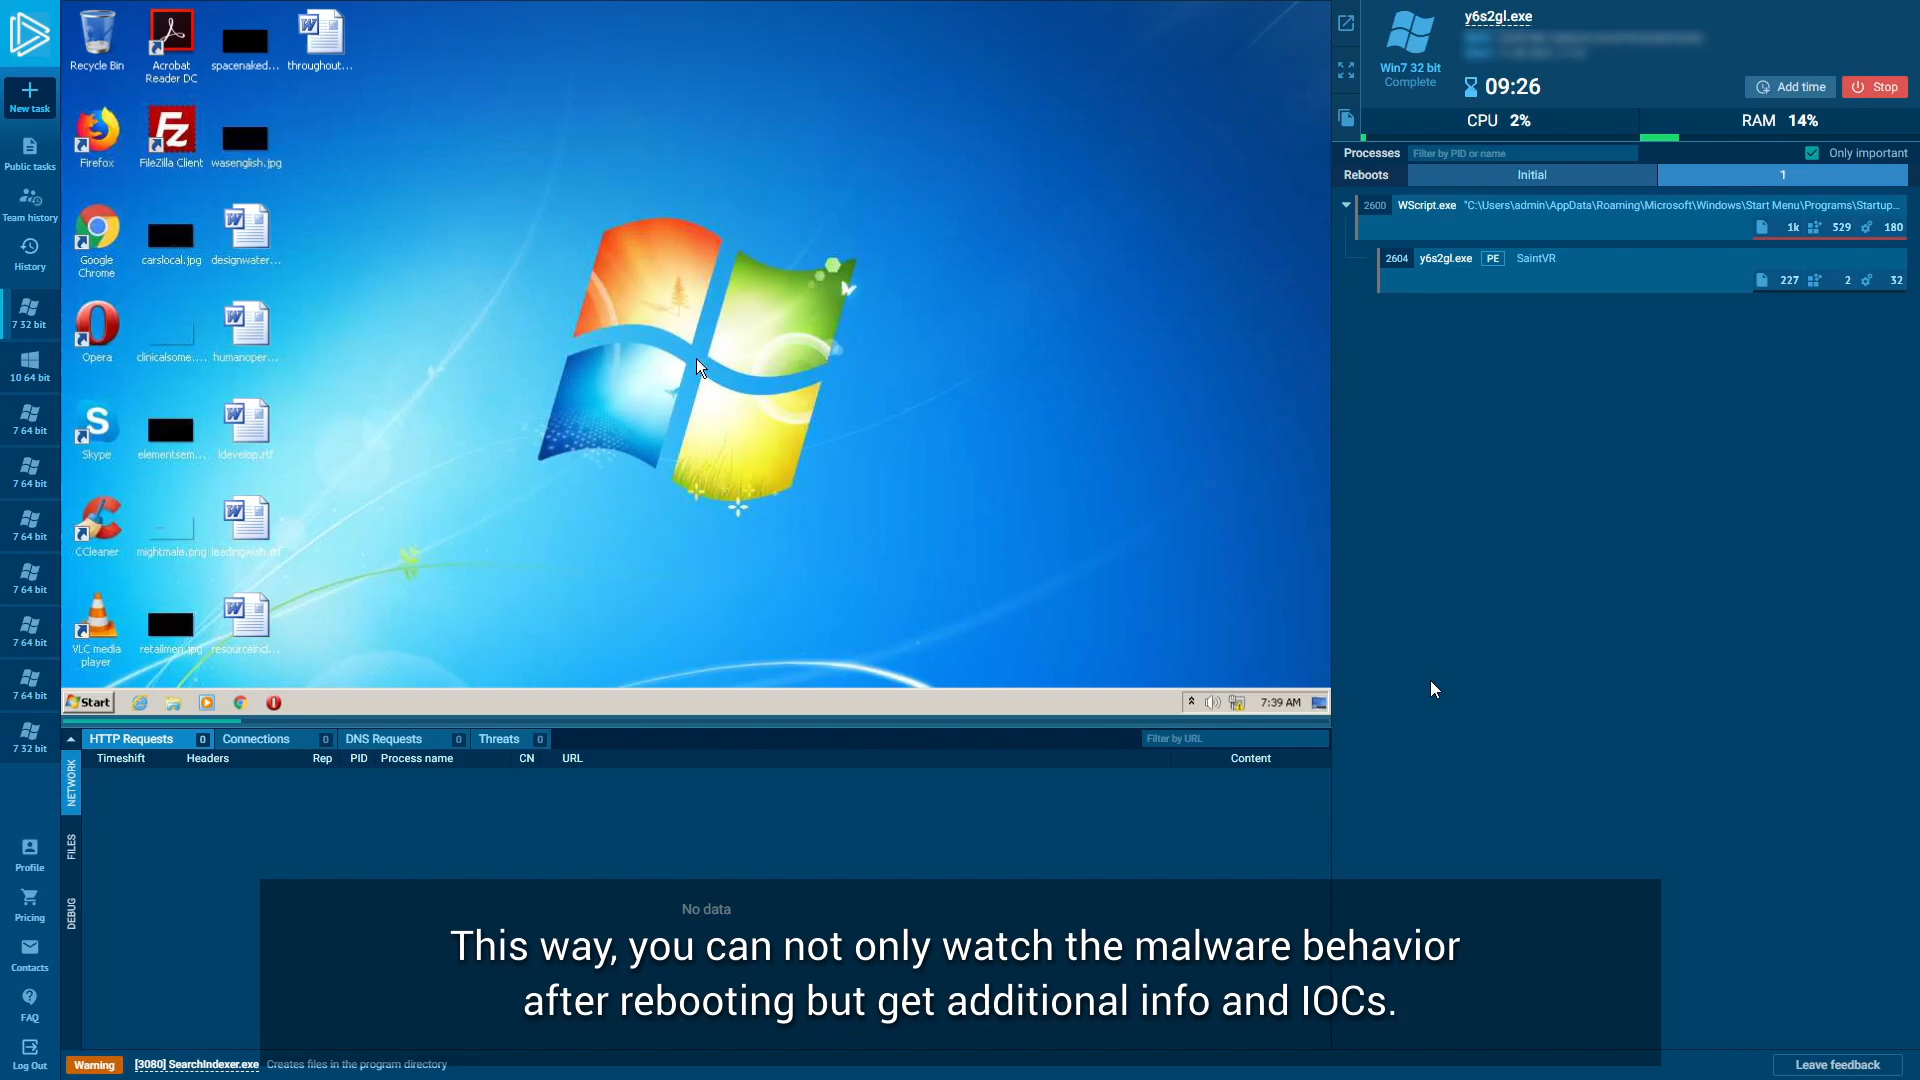 New task
Public tasks
Team history
History
7 32 bit
10 64 bit
7 64 bit
7 64 bit
7 64 bit
7 64 bit
7 64 bit
7 64 bit
7 32 bit
Profile
Pricing
Contacts
FAQ
Log Out
Recycle Bin
Acrobat
Reader DC
spacenaked...
throughout...
Firefox
FileZilla Client
wasenglish.jpg
Google
Chrome
carslocal.jpg
designwater...
Opera
clinicalsome....
humanoper...
Skype
elementsem...
ldevelop.rtf
CCleaner
mightmale.png
leadingwish.rtf
VLC media
player
retailmen.jpg
resourceincl...
Start
7:39 AM
y6s2gl.exe
Win7 32 bit
Complete
09:26
Add time
Stop
CPU 2%
RAM 14%
Processes
Filter by PID or name
Only important
Reboots
Initial
1
2600 WScript.exe "C:\Users\admin\AppData\Roaming\Microsoft\Windows\Start Menu\Programs\Startup...
1k 529 180
2604 y6s2gl.exe PE SaintVR
227 2 32
HTTP Requests 0
Connections 0
DNS Requests 0
Threats 0
Filter by URL
Timeshift Headers Rep PID Process name CN URL Content
NETWORK
FILES
DEBUG
No data
This way, you can not only watch the malware behavior
after rebooting but get additional info and IOCs.
Warning [3080] SearchIndexer.exe Creates files in the program directory
Leave feedback